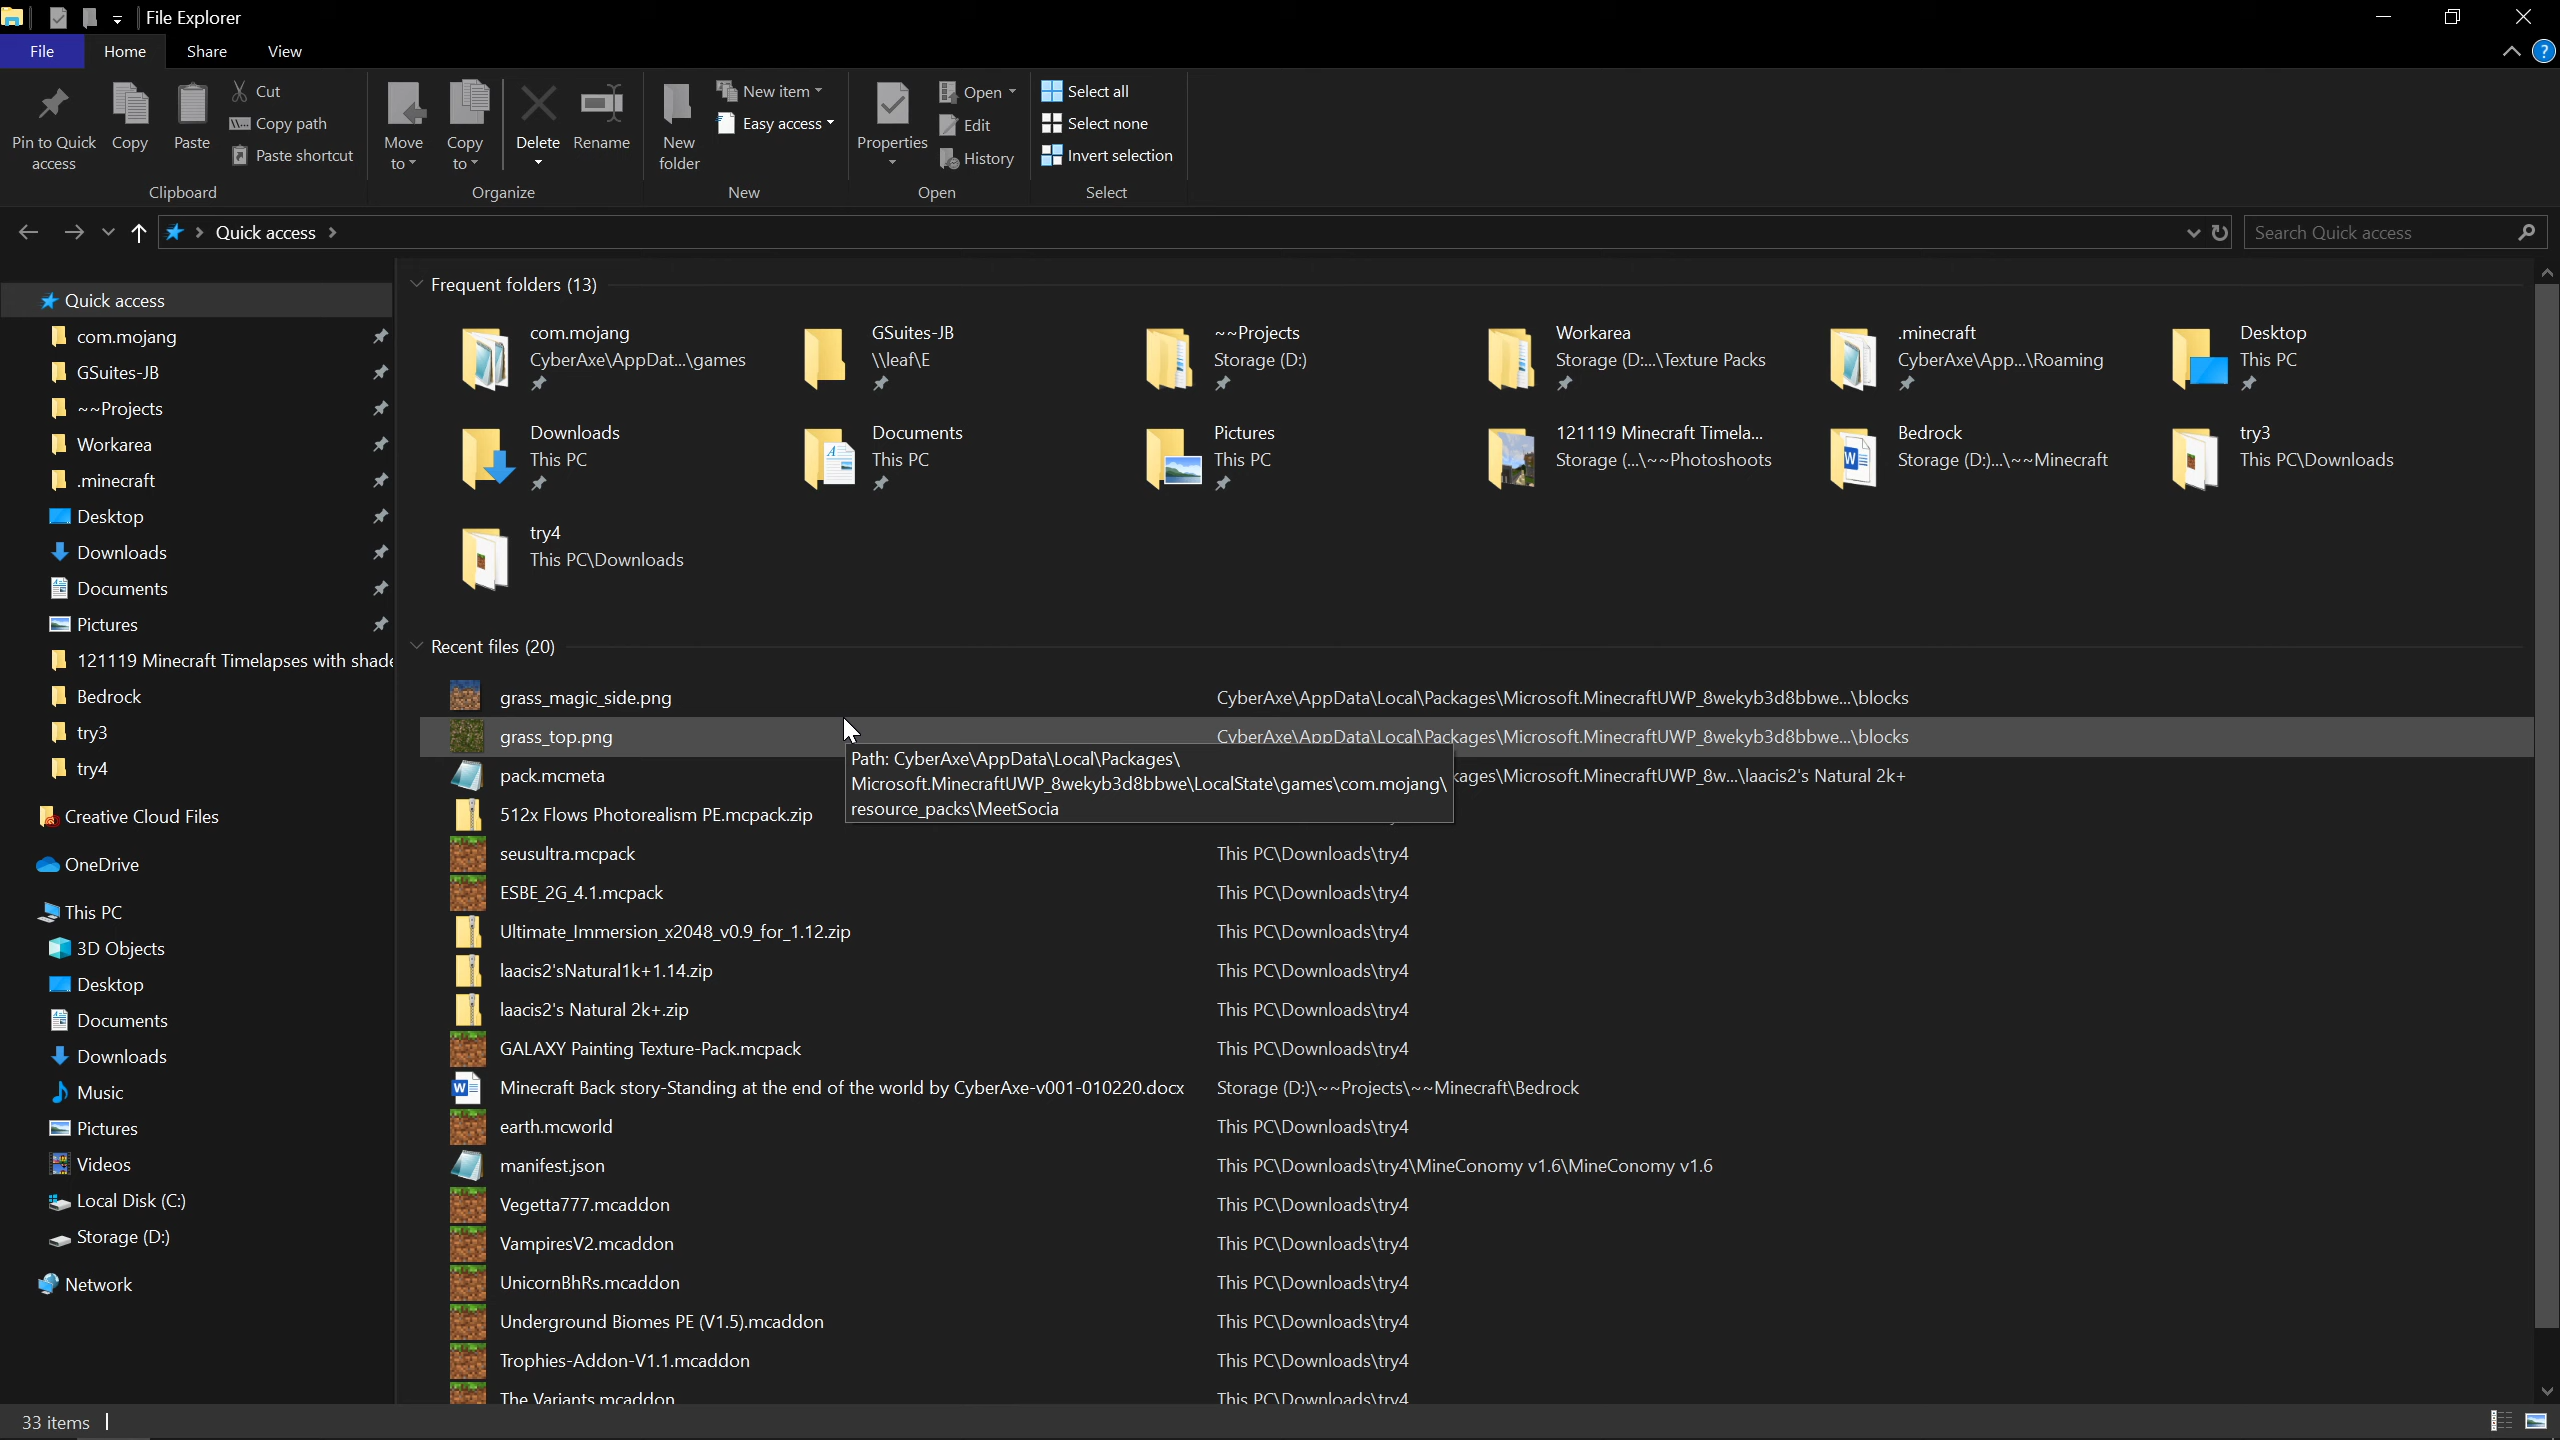 File Explorer
File Home Share View
Pin to Quick access
Copy
Paste
Cut
Copy path
Paste shortcut
Clipboard
Move to
Copy to
Delete
Rename
Organize
New folder
New item
Easy access
New
Properties
Open
Edit
History
Open
Select all
Select none
Invert selection
Select
Quick access
Search Quick access
Quick access
com.mojang
GSuites-JB
~~Projects
Workarea
.minecraft
Desktop
Downloads
Documents
Pictures
121119 Minecraft Timelapses with shade
Bedrock
try3
try4
Creative Cloud Files
OneDrive
This PC
3D Objects
Desktop
Documents
Downloads
Music
Pictures
Videos
Local Disk (C:)
Storage (D:)
Network
Frequent folders (13)
com.mojang
CyberAxe\AppDat...\games
GSuites-JB
\\leaf\E
~~Projects
Storage (D:)
Workarea
Storage (D:...\Texture Packs
.minecraft
CyberAxe\App...\Roaming
Desktop
This PC
Downloads
This PC
Documents
This PC
Pictures
This PC
121119 Minecraft Timela...
Storage (...\~~Photoshoots
Bedrock
Storage (D:)...\~~Minecraft
try3
This PC\Downloads
try4
This PC\Downloads
Recent files (20)
grass_magic_side.png CyberAxe\AppData\Local\Packages\Microsoft.MinecraftUWP_8wekyb3d8bbwe...\blocks
grass_top.png CyberAxe\AppData\Local\Packages\Microsoft.MinecraftUWP_8wekyb3d8bbwe...\blocks
Path: CyberAxe\AppData\Local\Packages\
Microsoft.MinecraftUWP_8wekyb3d8bbwe\LocalState\games\com.mojang\
resource_packs\MeetSocia
pack.mcmeta kages\Microsoft.MinecraftUWP_8w...\laacis2's Natural 2k+
512x Flows Photorealism PE.mcpack.zip
seusultra.mcpack This PC\Downloads\try4
ESBE_2G_4.1.mcpack This PC\Downloads\try4
Ultimate_Immersion_x2048_v0.9_for_1.12.zip This PC\Downloads\try4
laacis2'sNatural1k+1.14.zip This PC\Downloads\try4
laacis2's Natural 2k+.zip This PC\Downloads\try4
GALAXY Painting Texture-Pack.mcpack This PC\Downloads\try4
Minecraft Back story-Standing at the end of the world by CyberAxe-v001-010220.docx Storage (D:)\~~Projects\~~Minecraft\Bedrock
earth.mcworld This PC\Downloads\try4
manifest.json This PC\Downloads\try4\MineConomy v1.6\MineConomy v1.6
Vegetta777.mcaddon This PC\Downloads\try4
VampiresV2.mcaddon This PC\Downloads\try4
UnicornBhRs.mcaddon This PC\Downloads\try4
Underground Biomes PE (V1.5).mcaddon This PC\Downloads\try4
Trophies-Addon-V1.1.mcaddon This PC\Downloads\try4
The Variants.mcaddon This PC\Downloads\try4
33 items